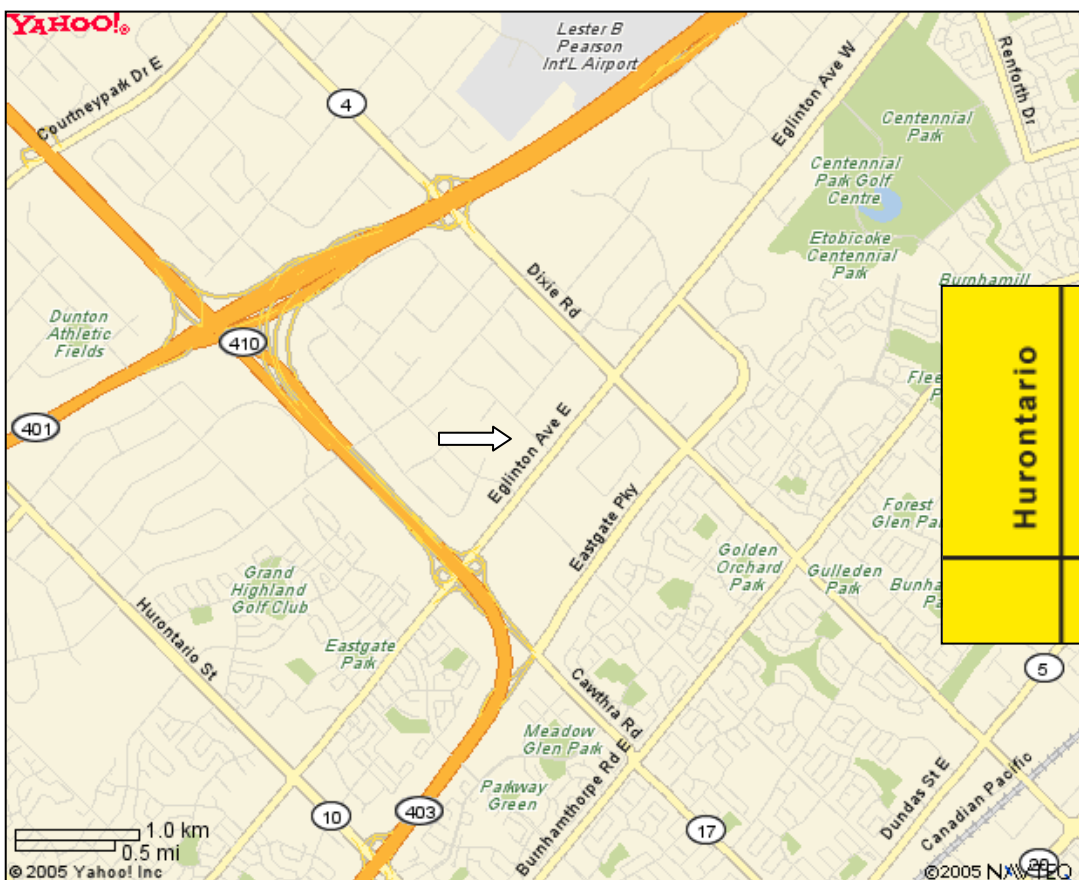 YAHOO!®
Lester B
Pearson
Int'L Airport
Courtneypark Dr E
4
Eglinton Ave W
Renforth Dr
Centennial
Park
Centennial
Park Golf
Centre
Etobicoke
Centennial
Park
Burnhamill
Dixie Rd
Dunton
Athletic
Fields
410
401
Hurontario
Eglinton Ave E
Eastgate Pky
Forest
Glen
Golden
Orchard
Park
Gulleden
Park
Grand
Highland
Golf Club
Hurontario St
Eastgate
Park
5
Cawthra Rd
Meadow
Glen Park
Parkway
Green
Burnhamthorpe Rd E
Dundas St E
Canadian Pacific
10
403
17
1.0 km
0.5 mi
© 2005 Yahoo! Inc
©2005 NAVTEQ
20